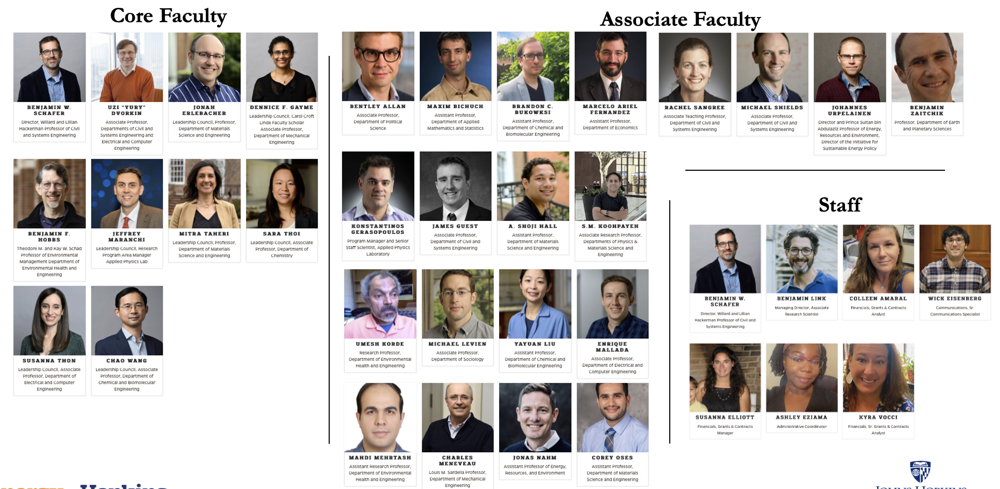 Core Faculty
BENJAMIN W.
SCHAFER
Director, Willard and Lillian
Hackerman Professor of Civil
and Systems Engineering
UZI "YURY"
DVORKIN
Associate Professor,
Departments of Civil and
Systems Engineering and
Electrical and Computer
Engineering
JONAH
ERLEBACHER
Leadership Council, Professor,
Department of Materials
Science and Engineering
DENNICE F. GAYME
Leadership Council, Carol Croft
Linde Faculty Scholar
Associate Professor,
Department of Mechanical
Engineering
BENJAMIN F.
HOBBS
Theodore M. and Kay W. Schad
Professor of Environmental
Management Department of
Environmental Health and
Engineering
JEFFREY
MARANCHI
Leadership Council, Research
Program Area Manager
Applied Physics Lab
MITRA TAHERI
Leadership Council, Professor,
Department of Materials
Science and Engineering
SARA THOI
Leadership Council, Associate
Professor, Department of
Chemistry
SUSANNA THON
Leadership Council, Associate
Professor, Department of
Electrical and Computer
Engineering
CHAO WANG
Leadership Council, Associate
Professor, Department of
Chemical and Biomolecular
Engineering
Associate Faculty
BENTLEY ALLAN
Associate Professor,
Department of Political
Science
MAXIM BICHUCH
Assistant Professor,
Department of Applied
Mathematics and Statistics
BRANDON C.
BUKOWKSI
Assistant Professor,
Department of Chemical and
Biomolecular Engineering
MARCELO ARIEL
FERNANDEZ
Assistant Professor,
Department of Economics
RACHEL SANGREE
Associate Teaching Professor,
Department of Civil and
Systems Engineering
MICHAEL SHIELDS
Associate Professor,
Department of Civil and
Systems Engineering
JOHANNES
URPELAINEN
Director and Prince Sultan bin
Abdulaziz Professor of Energy,
Resources and Environment,
Director of the Initiative for
Sustainable Energy Policy
BENJAMIN
ZAITCHIK
Professor, Department of Earth
and Planetary Sciences
KONSTANTINOS
GERASOPOULOS
Program Manager and Senior
Staff Scientist, Applied Physics
Laboratory
JAMES GUEST
Associate Professor,
Department of Civil and
Systems Engineering
A. SHOJI HALL
Assistant Professor,
Department of Materials
Science and Engineering
S.M. KOOHPAYEH
Associate Research Professor,
Departments of Physics &
Materials Science and
Engineering
UMESH KORDE
Research Professor,
Department of Environmental
Health and Engineering
MICHAEL LEVIEN
Associate Professor,
Department of Sociology
YAYUAN LIU
Assistant Professor,
Department of Chemical and
Biomolecular Engineering
ENRIQUE
MALLADA
Associate Professor,
Department of Electrical and
Computer Engineering
MAHDI MEHRTASH
Assistant Research Professor,
Department of Environmental
Health and Engineering
CHARLES
MENEVEAU
Louis M. Sardella Professor,
Department of Mechanical
Engineering
JONAS NAHM
Assistant Professor of Energy,
Resources, and Environment
COREY OSES
Assistant Professor,
Department of Materials
Science and Engineering
Staff
BENJAMIN W.
SCHAFER
Director, Willard and Lillian
Hackerman Professor of Civil and
Systems Engineering
BENJAMIN LINK
Managing Director, Associate
Research Scientist
COLLEEN AMARAL
Financials, Grants & Contracts
Analyst
WICK EISENBERG
Communications, Sr.
Communications Specialist
SUSANNA ELLIOTT
Financials, Grants & Contracts
Manager
ASHLEY EZIAMA
Administrative Coordinator
KYRA VOCCI
Financials, Sr. Grants & Contracts
Analyst
Hopkins
JOHNS HOPKINS